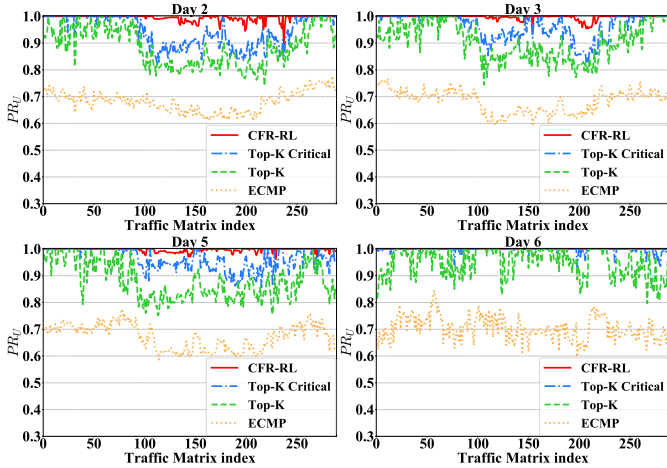 Day 2
1.0
0.9
0.8
0.7
0.6
0.5
0.4
0.3
PR_U
CFR-RL
Top-K Critical
Top-K
ECMP
0 50 100 150 200 250
Traffic Matrix index
Day 3
1.0
0.9
0.8
0.7
0.6
0.5
0.4
0.3
PR_U
CFR-RL
Top-K Critical
Top-K
ECMP
0 50 100 150 200 250
Traffic Matrix index
Day 5
1.0
0.9
0.8
0.7
0.6
0.5
0.4
0.3
PR_U
CFR-RL
Top-K Critical
Top-K
ECMP
0 50 100 150 200 250
Traffic Matrix index
Day 6
1.0
0.9
0.8
0.7
0.6
0.5
0.4
0.3
PR_U
CFR-RL
Top-K Critical
Top-K
ECMP
0 50 100 150 200 250
Traffic Matrix index